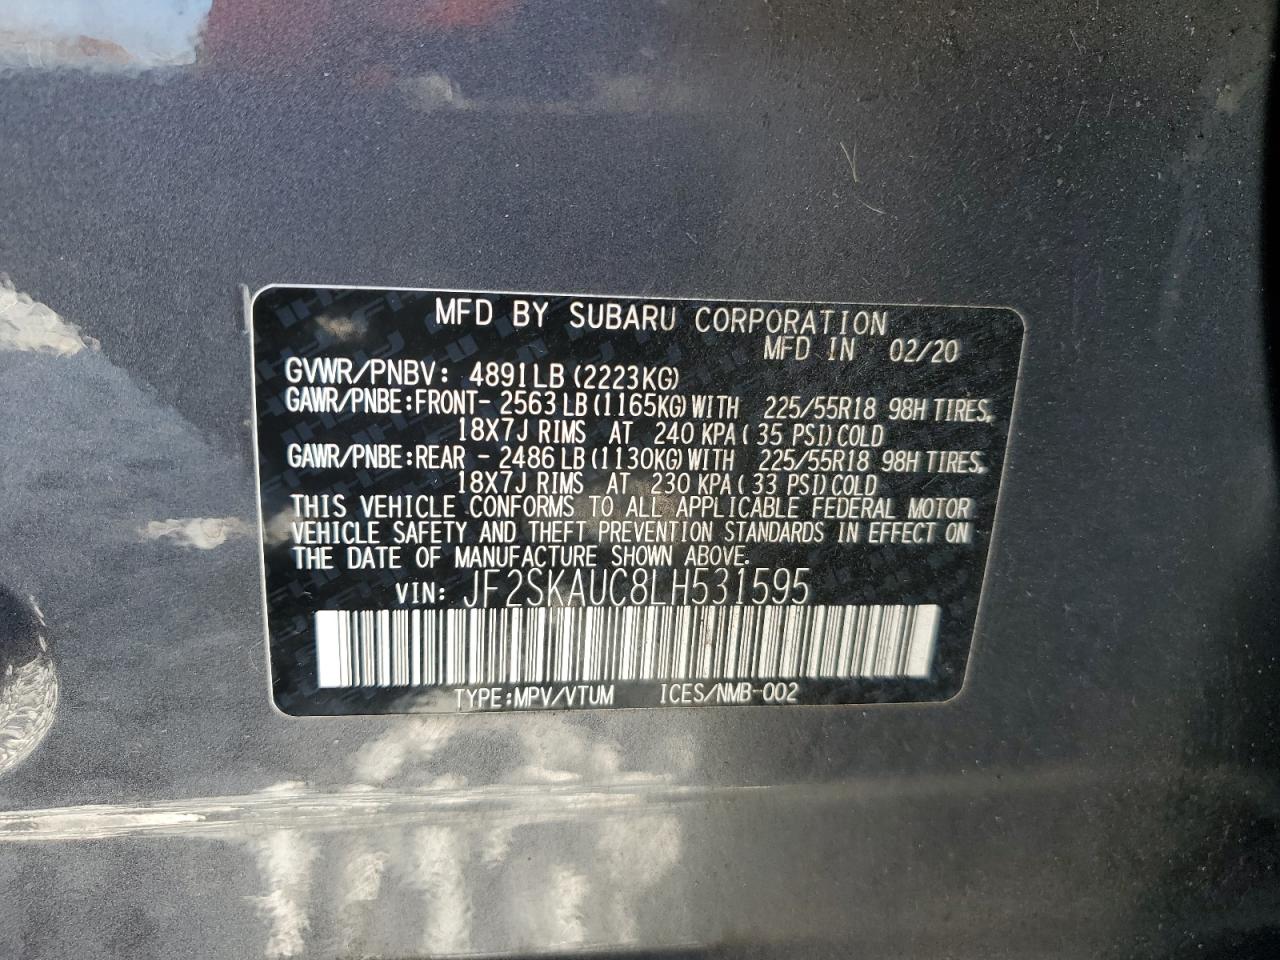 MFD BY SUBARU CORPORATION
MFD IN 02/20
GVWR/PNBV: 4891LB (2223KG)
GAWR/PNBE:FRONT- 2563LB(1165KG)WITH 225/55R18 98H TIRES,
18X7J RIMS AT 240 KPA( 35 PSI)COLD
GAWR/PNBE:REAR - 2486LB(1130KG)WITH 225/55R18 98H TIRES,
18X7J RIMS AT 230 KPA( 33 PSI)COLD
THIS VEHICLE CONFORMS TO ALL APPLICABLE FEDERAL MOTOR
VEHICLE SAFETY AND THEFT PREVENTION STANDARDS IN EFFECT ON
THE DATE OF MANUFACTURE SHOWN ABOVE.
VIN: JF2SKAUC8LH531595
TYPE:MPV/VTUM ICES/NMB-002